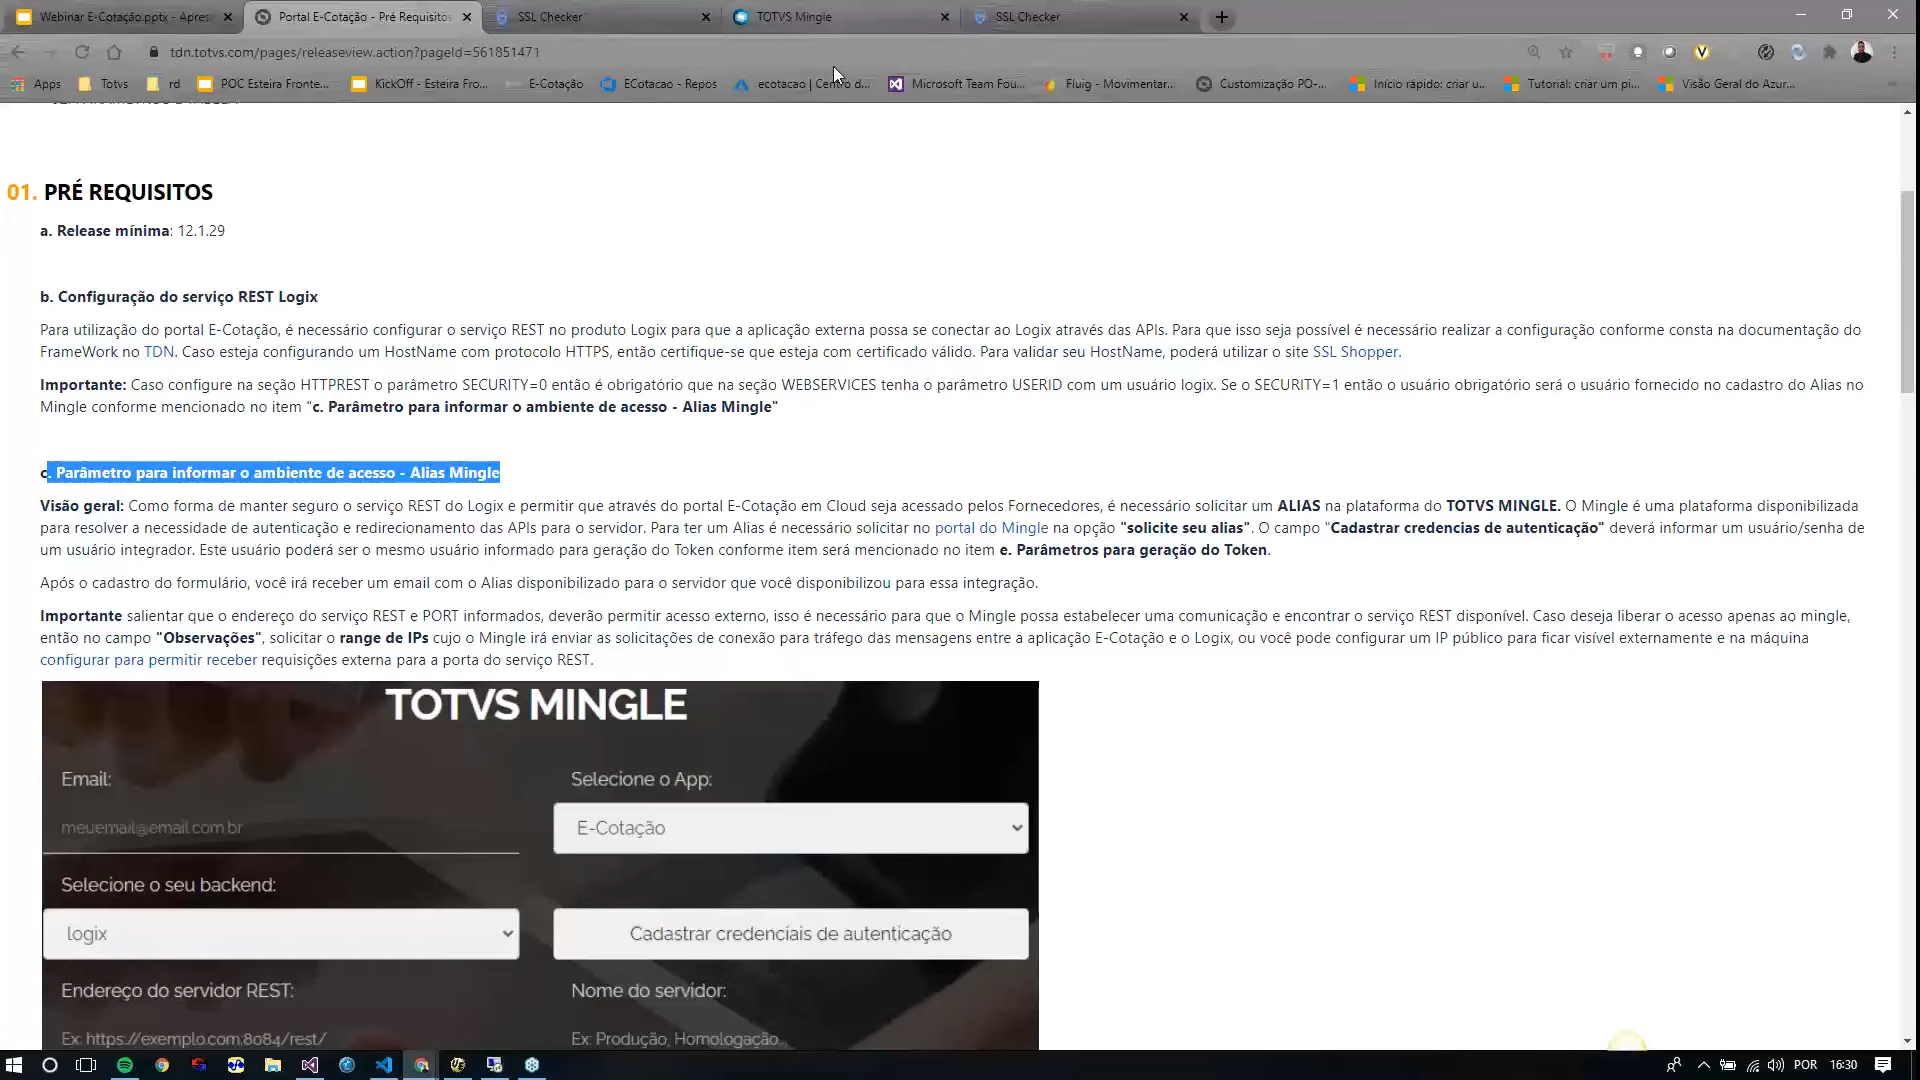 Webinar E-Cotação.pptx - Apres
Portal E-Cotação - Pré Requisitos
SSL Checker
TOTVS Mingle
SSL Checker
tdn.totvs.com/pages/releaseview.action?pageId=561851471
Apps
Totvs
rd
POC Esteira Fronte...
KickOff - Esteira Fro...
E-Cotação
ECotacao - Repos
ecotacao | Centro d...
Microsoft Team Fou...
Fluig - Movimentar...
Customização PO-...
Início rápido: criar u...
Tutorial: criar um pi...
Visão Geral do Azur...
01. PRÉ REQUISITOS
a. Release mínima: 12.1.29
b. Configuração do serviço REST Logix
Para utilização do portal E-Cotação, é necessário configurar o serviço REST no produto Logix para que a aplicação externa possa se conectar ao Logix através das APIs. Para que isso seja possível é necessário realizar a configuração conforme consta na documentação do
FrameWork no TDN. Caso esteja configurando um HostName com protocolo HTTPS, então certifique-se que esteja com certificado válido. Para validar seu HostName, poderá utilizar o site SSL Shopper.
Importante: Caso configure na seção HTTPREST o parâmetro SECURITY=0 então é obrigatório que na seção WEBSERVICES tenha o parâmetro USERID com um usuário logix. Se o SECURITY=1 então o usuário obrigatório será o usuário fornecido no cadastro do Alias no
Mingle conforme mencionado no item "c. Parâmetro para informar o ambiente de acesso - Alias Mingle"
c. Parâmetro para informar o ambiente de acesso - Alias Mingle
Visão geral: Como forma de manter seguro o serviço REST do Logix e permitir que através do portal E-Cotação em Cloud seja acessado pelos Fornecedores, é necessário solicitar um ALIAS na plataforma do TOTVS MINGLE. O Mingle é uma plataforma disponibilizada
para resolver a necessidade de autenticação e redirecionamento das APIs para o servidor. Para ter um Alias é necessário solicitar no portal do Mingle na opção "solicite seu alias". O campo "Cadastrar credencias de autenticação" deverá informar um usuário/senha de
um usuário integrador. Este usuário poderá ser o mesmo usuário informado para geração do Token conforme item será mencionado no item e. Parâmetros para geração do Token.
Após o cadastro do formulário, você irá receber um email com o Alias disponibilizado para o servidor que você disponibilizou para essa integração.
Importante salientar que o endereço do serviço REST e PORT informados, deverão permitir acesso externo, isso é necessário para que o Mingle possa estabelecer uma comunicação e encontrar o serviço REST disponível. Caso deseja liberar o acesso apenas ao mingle,
então no campo "Observações", solicitar o range de IPs cujo o Mingle irá enviar as solicitações de conexão para tráfego das mensagens entre a aplicação E-Cotação e o Logix, ou você pode configurar um IP público para ficar visível externamente e na máquina
configurar para permitir receber requisições externa para a porta do serviço REST.
TOTVS MINGLE
Email:
Selecione o App:
meuemail@email.com.br
E-Cotação
Selecione o seu backend:
logix
Cadastrar credenciais de autenticação
Endereço do servidor REST:
Nome do servidor:
Ex: https://exemplo.com:8084/rest/
Ex: Produção, Homologação...
POR
16:30